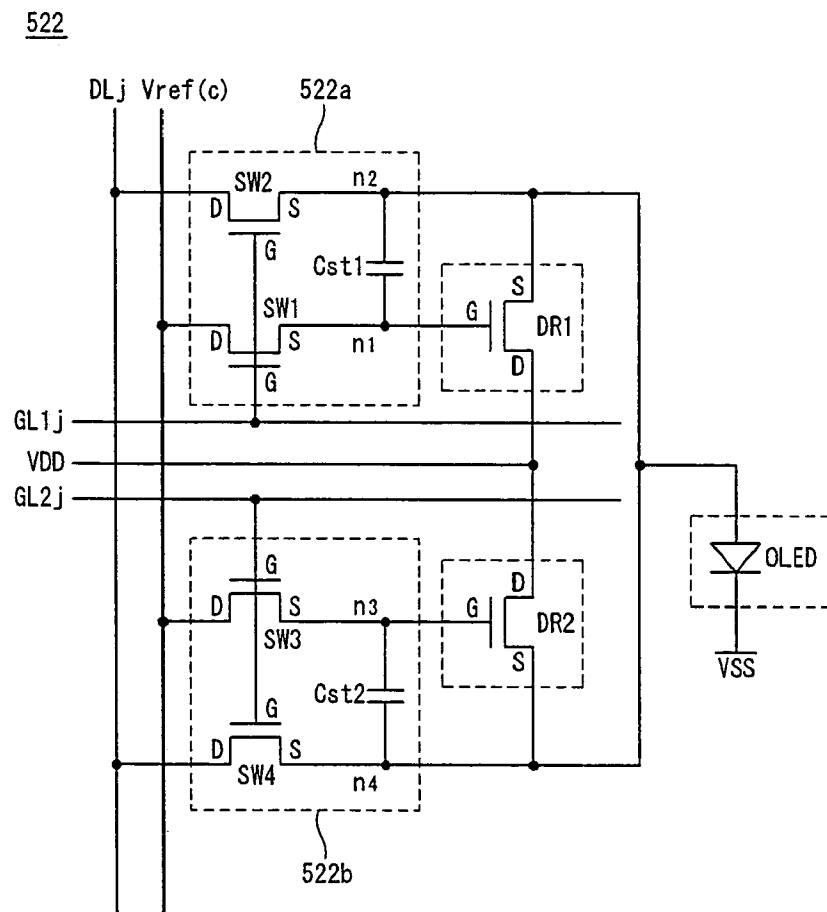 522
DLj Vref(c)
522a
SW2
n2
D
S
G
Cst1
S
SW1
G
DR1
D
S
n1
D
G
GL1j
VDD
GL2j
G
D
OLED
D
S
n3
G
DR2
SW3
S
VSS
G
Cst2
D
S
SW4
n4
522b